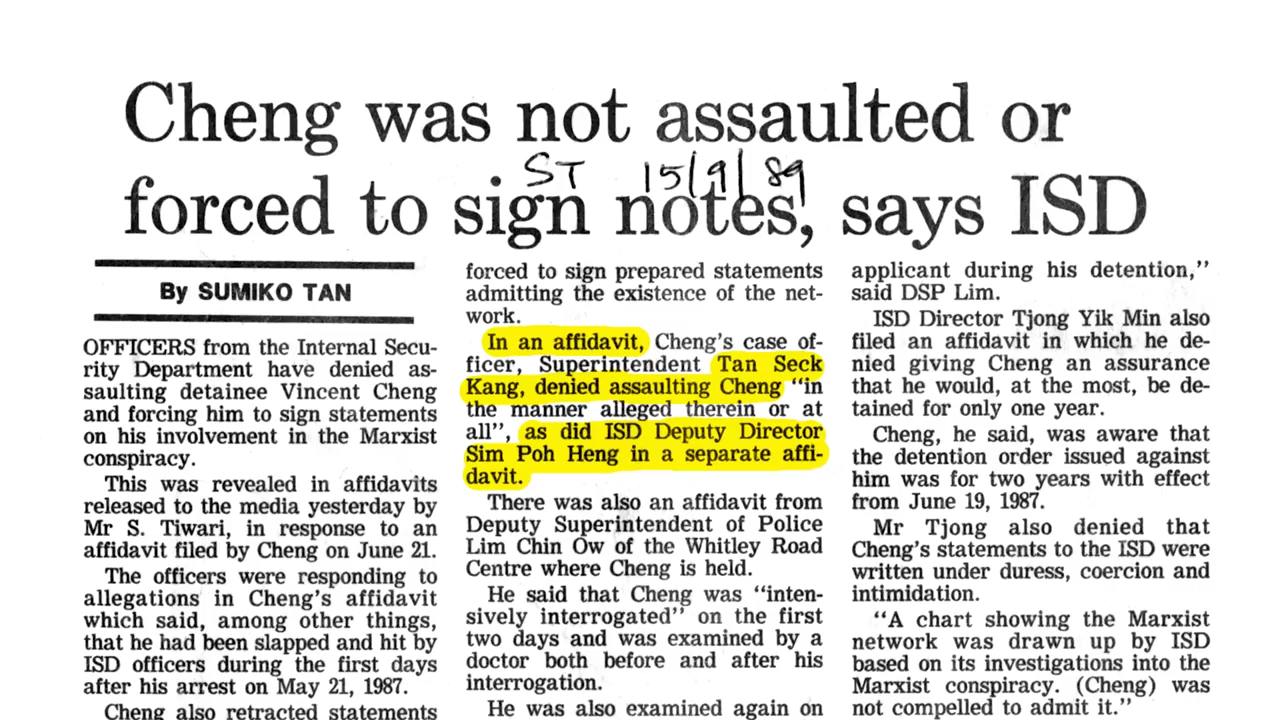 Cheng was not assaulted or
ST 15/9/89
forced to sign notes, says ISD
By SUMIKO TAN
OFFICERS from the Internal Secu-
rity Department have denied as-
saulting detainee Vincent Cheng
and forcing him to sign statements
on his involvement in the Marxist
conspiracy.
This was revealed in affidavits
released to the media yesterday by
Mr S. Tiwari, in response to an
affidavit filed by Cheng on June 21.
The officers were responding to
allegations in Cheng's affidavit
which said, among other things,
that he had been slapped and hit by
ISD officers during the first days
after his arrest on May 21, 1987.
Cheng also retracted statements
forced to sign prepared statements
admitting the existence of the net-
work.
In an affidavit, Cheng's case of-
ficer, Superintendent Tan Seck
Kang, denied assaulting Cheng "in
the manner alleged therein or at
all", as did ISD Deputy Director
Sim Poh Heng in a separate affi-
davit.
There was also an affidavit from
Deputy Superintendent of Police
Lim Chin Ow of the Whitley Road
Centre where Cheng is held.
He said that Cheng was "inten-
sively interrogated" on the first
two days and was examined by a
doctor both before and after his
interrogation.
He was also examined again on
applicant during his detention,"
said DSP Lim.
ISD Director Tjong Yik Min also
filed an affidavit in which he de-
nied giving Cheng an assurance
that he would, at the most, be de-
tained for only one year.
Cheng, he said, was aware that
the detention order issued against
him was for two years with effect
from June 19, 1987.
Mr Tjong also denied that
Cheng's statements to the ISD were
written under duress, coercion and
intimidation.
"A chart showing the Marxist
network was drawn up by ISD
based on its investigations into the
Marxist conspiracy. (Cheng) was
not compelled to admit it."